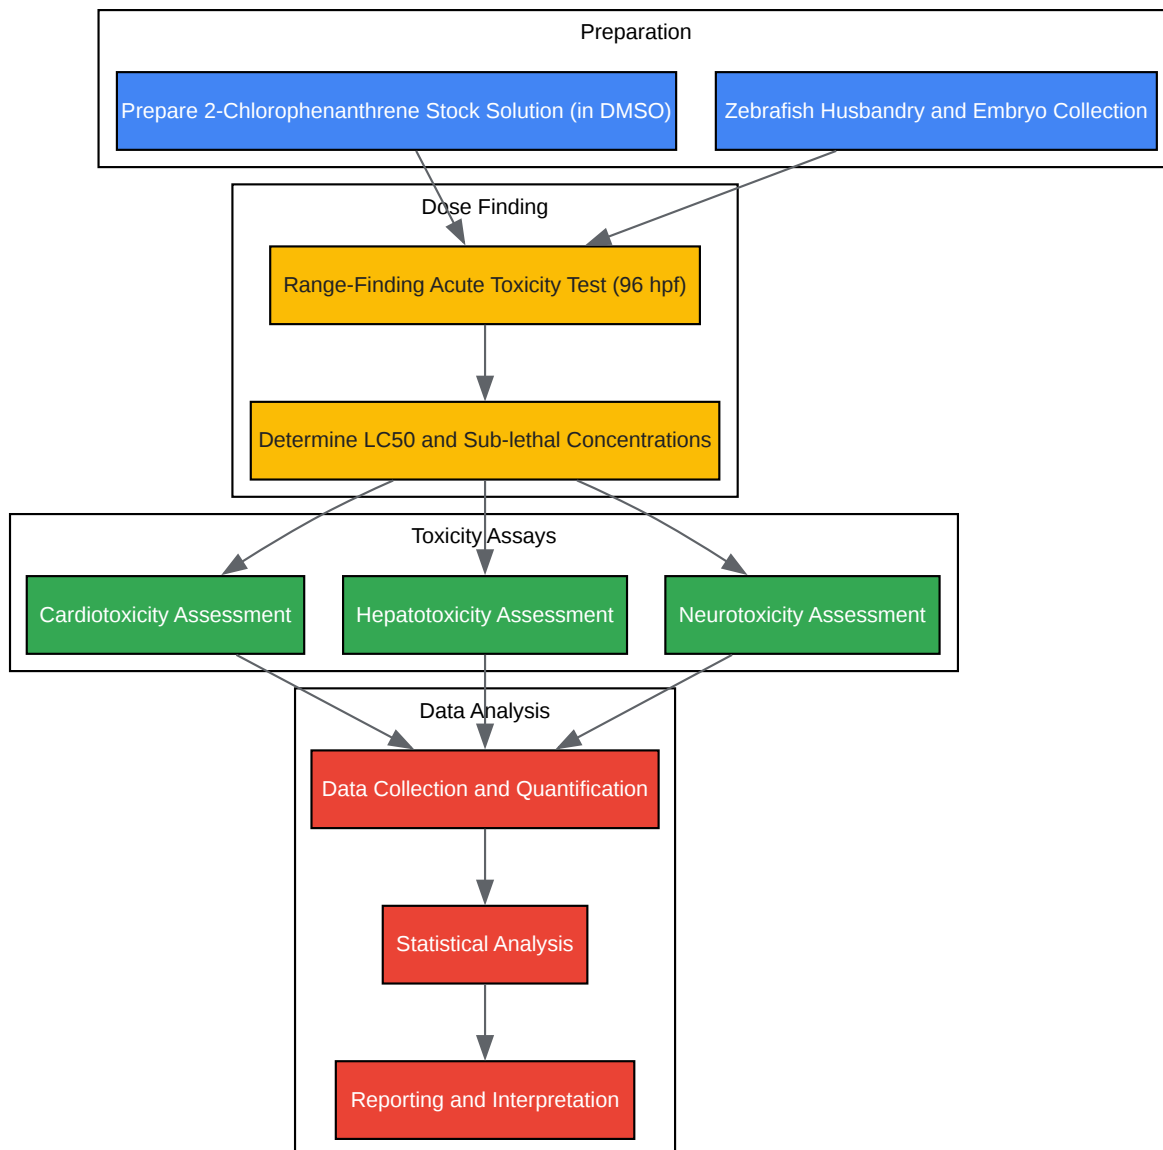 Preparation
Prepare 2-Chlorophenanthrene Stock Solution (in DMSO)
Zebrafish Husbandry and Embryo Collection
Dose Finding
Range-Finding Acute Toxicity Test (96 hpf)
Determine LC50 and Sub-lethal Concentrations
Toxicity Assays
Cardiotoxicity Assessment
Hepatotoxicity Assessment
Neurotoxicity Assessment
Data Analysis
Data Collection and Quantification
Statistical Analysis
Reporting and Interpretation